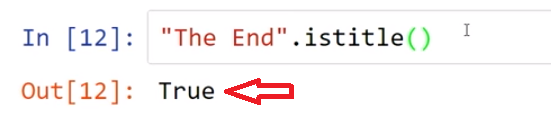 In [12]: "The End".istitle()
Out[12]: True